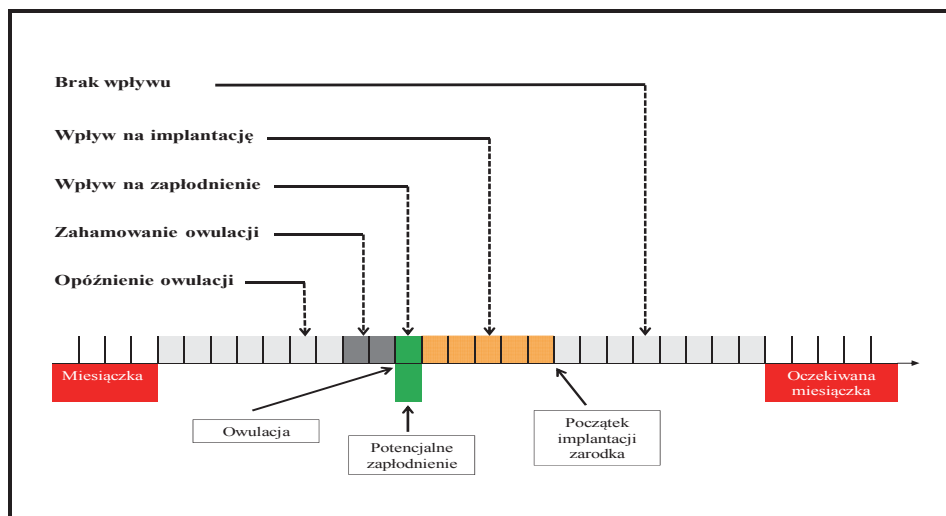 Brak wpływu
Wpływ na implantację
Wpływ na zapłodnienie
Zahamowanie owulacji
Opóźnienie owulacji
Miesiączka
Oczekiwana
miesiączka
Owulacja
Potencjalne
zapłodnienie
Początek
implantacji
zarodka